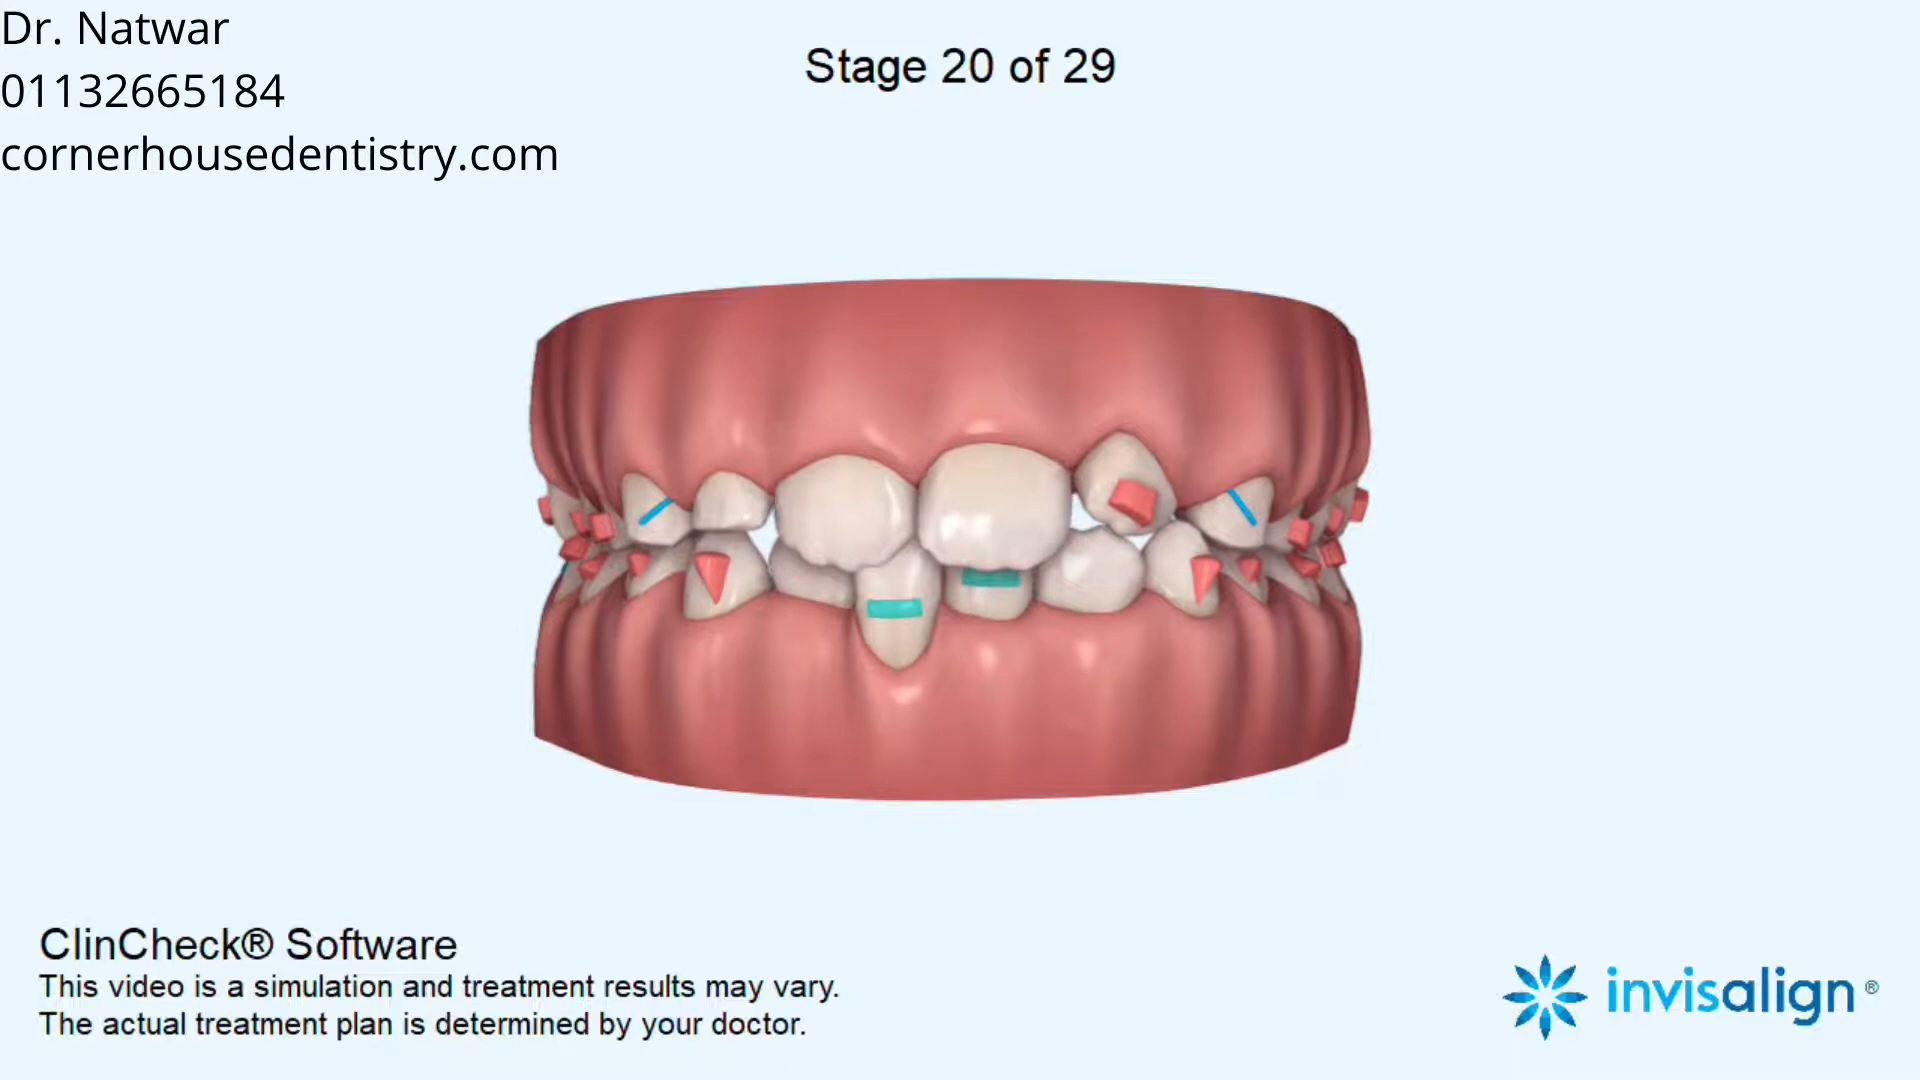 Dr. Natwar
01132665184
cornerhousedentistry.com
Stage 20 of 29
ClinCheck® Software
This video is a simulation and treatment results may vary.
The actual treatment plan is determined by your doctor.
invisalign®